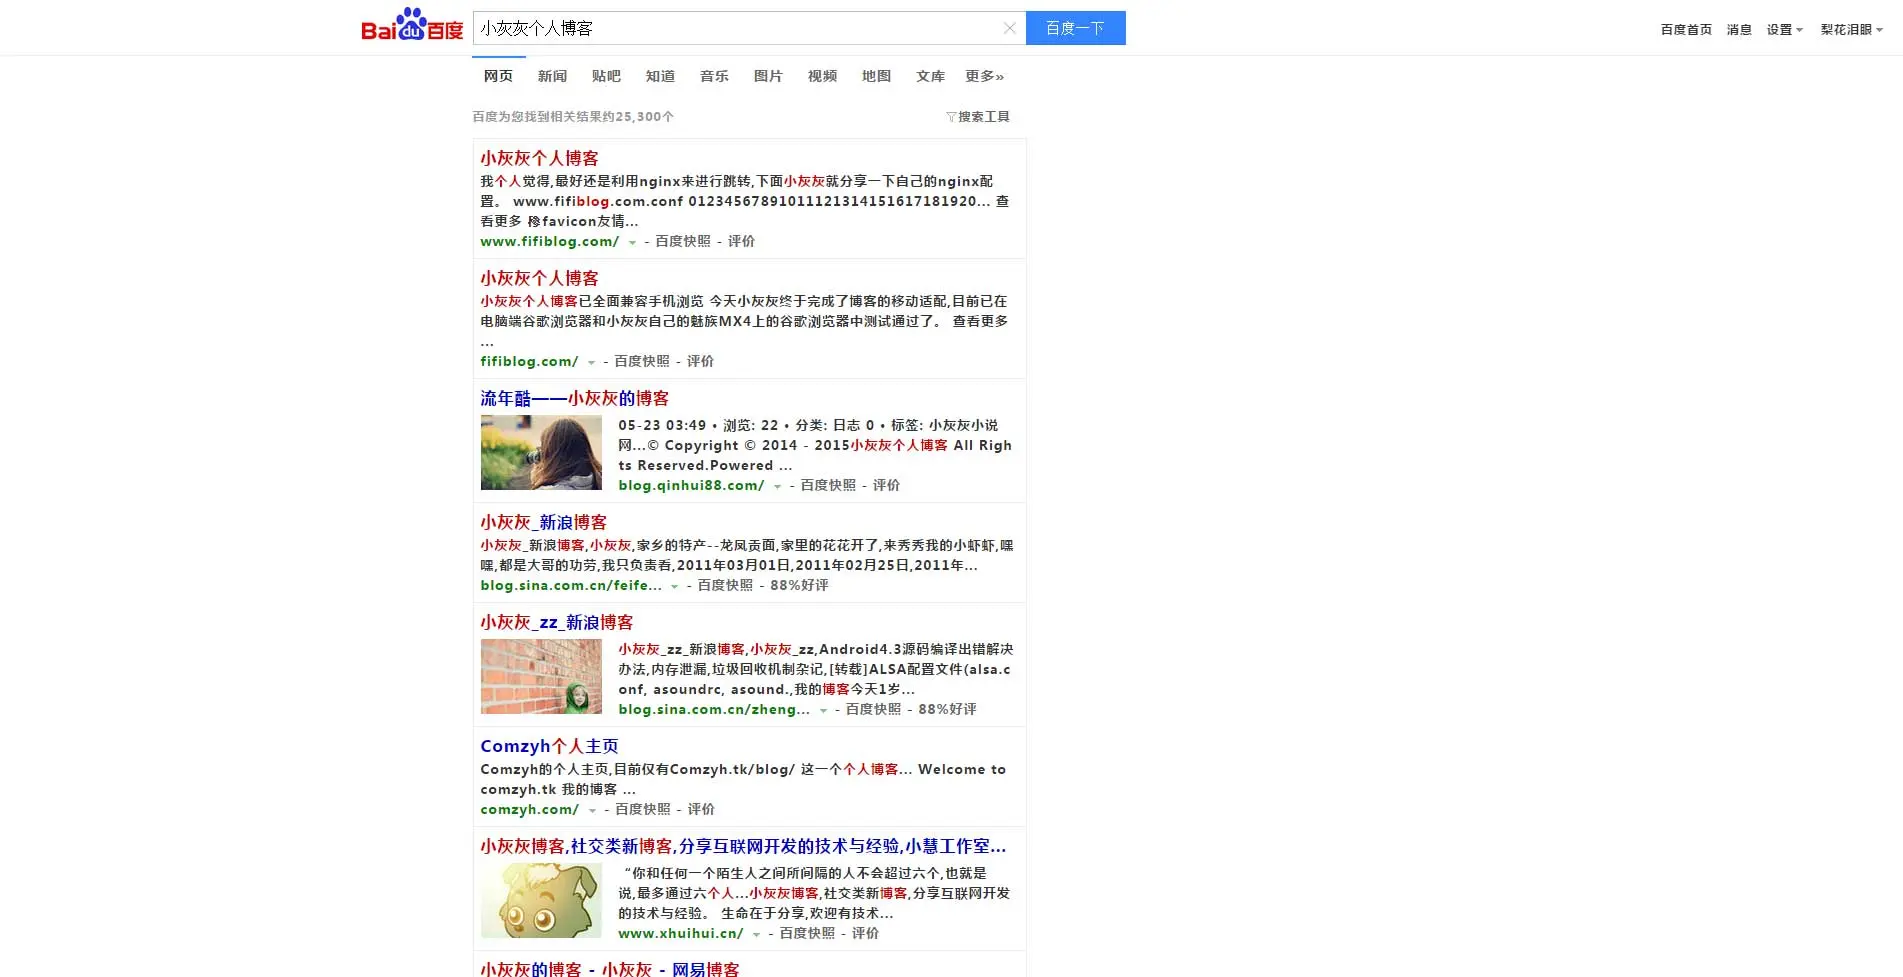 Bai du 百度 小灰灰个人博客 百度一下 百度首页 消息 设置 梨花泪眼
网页 新闻 贴吧 知道 音乐 图片 视频 地图 文库 更多»
百度为您找到相关结果约25,300个 搜索工具
小灰灰个人博客
我个人觉得,最好还是利用nginx来进行跳转,下面小灰灰就分享一下自己的nginx配
置。 www.fifiblog.com.conf 01234567891011121314151617181920... 查
看更多 移favicon友情...
www.fifiblog.com/ - 百度快照 - 评价
小灰灰个人博客
小灰灰个人博客已全面兼容手机浏览 今天小灰灰终于完成了博客的移动适配,目前已在
电脑端谷歌浏览器和小灰灰自己的魅族MX4上的谷歌浏览器中测试通过了。 查看更多
...
fifiblog.com/ - 百度快照 - 评价
流年酷——小灰灰的博客
05-23 03:49 • 浏览: 22 • 分类: 日志 0 • 标签: 小灰灰小说
网...© Copyright © 2014 - 2015小灰灰个人博客 All Righ
ts Reserved.Powered ...
blog.qinhui88.com/ - 百度快照 - 评价
小灰灰_新浪博客
小灰灰_新浪博客,小灰灰,家乡的特产--龙凤贡面,家里的花花开了,来秀秀我的小虾虾,嘿
嘿,都是大哥的功劳,我只负责看,2011年03月01日,2011年02月25日,2011年...
blog.sina.com.cn/feife... - 百度快照 - 88%好评
小灰灰_zz_新浪博客
小灰灰_zz_新浪博客,小灰灰_zz,Android4.3源码编译出错解决
办法,内存泄漏,垃圾回收机制杂记,[转载]ALSA配置文件(alsa.c
onf, asoundrc, asound.,我的博客今天1岁...
blog.sina.com.cn/zheng... - 百度快照 - 88%好评
Comzyh个人主页
Comzyh的个人主页,目前仅有Comzyh.tk/blog/ 这一个个人博客... Welcome to
comzyh.tk 我的博客 ...
comzyh.com/ - 百度快照 - 评价
小灰灰博客,社交类新博客,分享互联网开发的技术与经验,小慧工作室...
“你和任何一个陌生人之间所间隔的人不会超过六个,也就是
说,最多通过六个人...小灰灰博客,社交类新博客,分享互联网开发
的技术与经验。 生命在于分享,欢迎有技术...
www.xhuihui.cn/ - 百度快照 - 评价
小灰灰的博客 - 小灰灰 - 网易博客